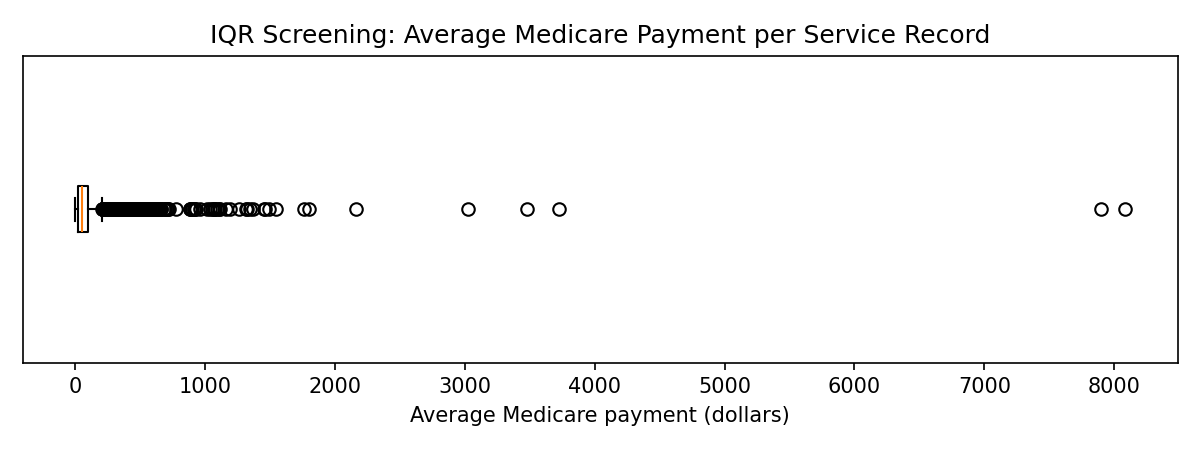 IQR Screening: Average Medicare Payment per Service Record
0 1000 2000 3000 4000 5000 6000 7000 8000
Average Medicare payment (dollars)